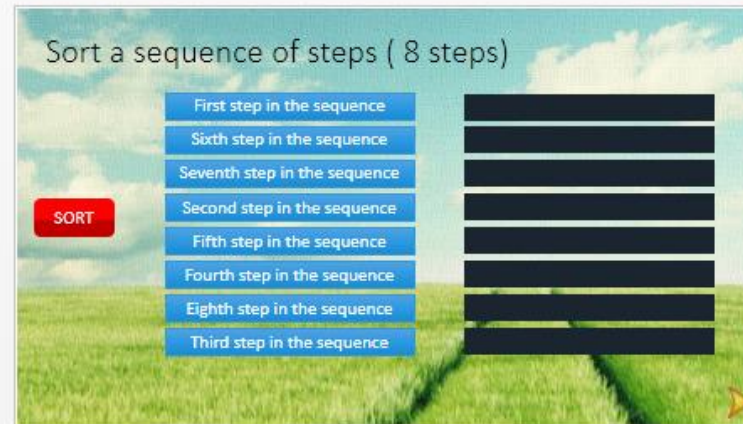 Sort a sequence of steps ( 8 steps)
First step in the sequence
Sixth step in the sequence
Seventh step in the sequence
Second step in the sequence
SORT
Fifth step in the sequence
Fourth step in the sequence
Eighth step in the sequence
Third step in the sequence